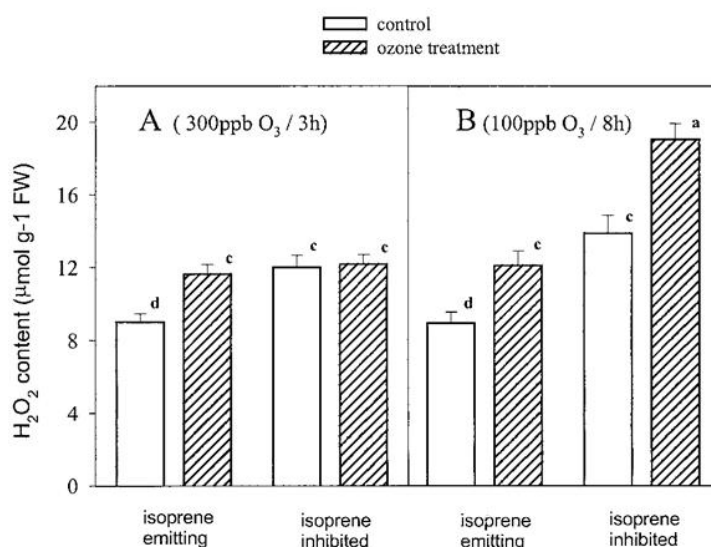 control
ozone treatment
A ( 300ppb O₃ / 3h)
B (100ppb O₃ / 8h)
H₂O₂ content (μmol g-1 FW)
20
16
12
8
4
0
d
c
c
c
d
c
c
a
isoprene
emitting
isoprene
inhibited
isoprene
emitting
isoprene
inhibited